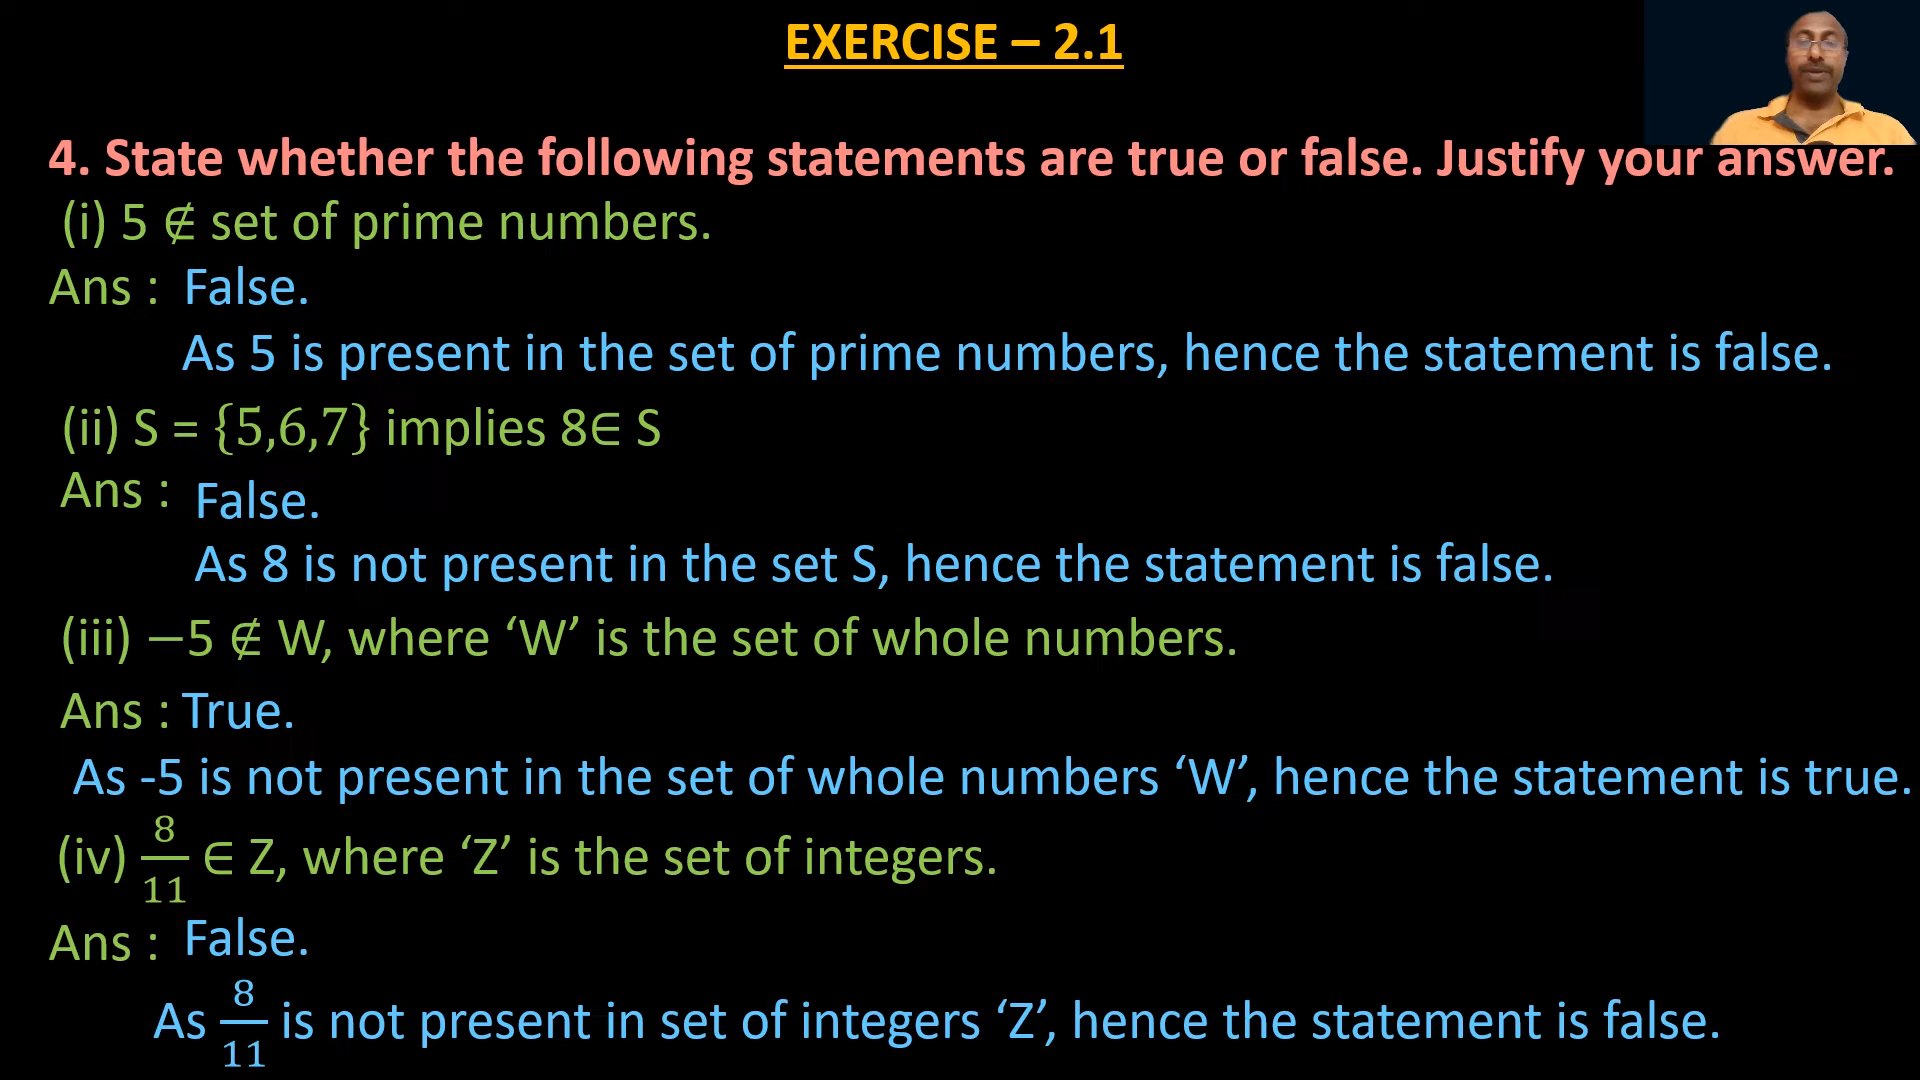 EXERCISE – 2.1
4. State whether the following statements are true or false. Justify your answer.
(i) 5 ∉ set of prime numbers.
Ans : False.
As 5 is present in the set of prime numbers, hence the statement is false.
(ii) S = {5,6,7} implies 8∈ S
Ans : False.
As 8 is not present in the set S, hence the statement is false.
(iii) −5 ∉ W, where ‘W’ is the set of whole numbers.
Ans : True.
As -5 is not present in the set of whole numbers ‘W’, hence the statement is true.
(iv) 8/11 ∈ Z, where ‘Z’ is the set of integers.
Ans : False.
As 8/11 is not present in set of integers ‘Z’, hence the statement is false.